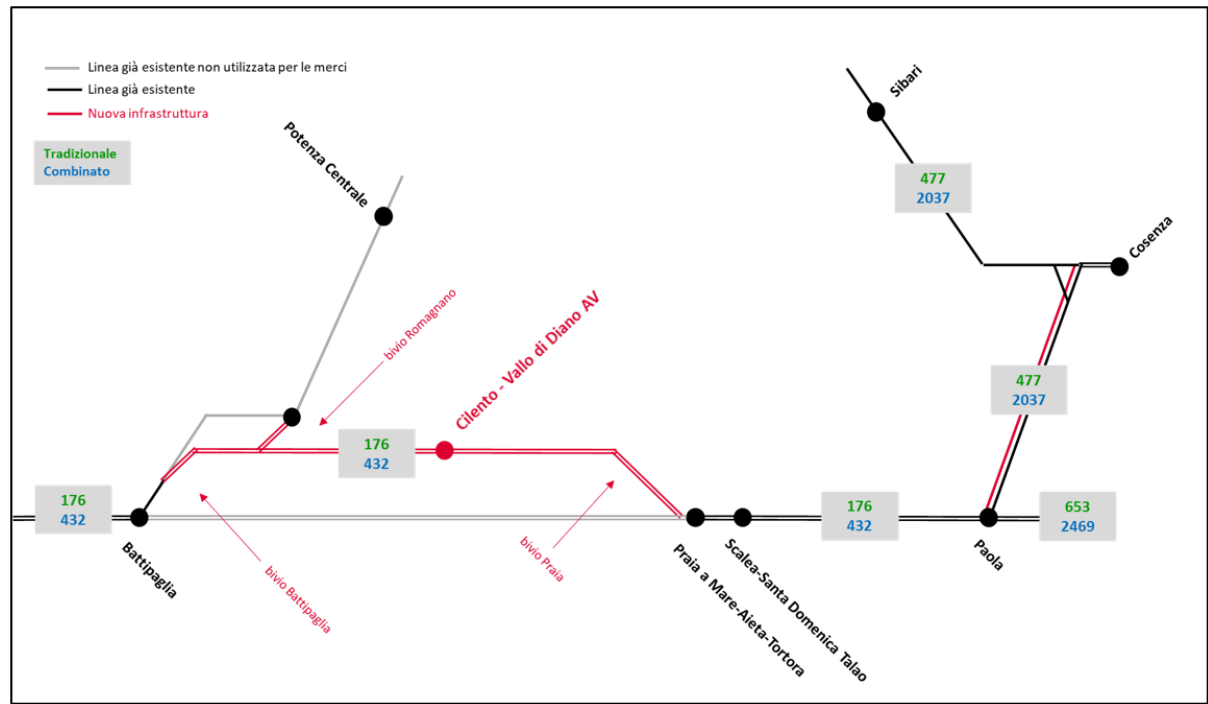 Linea già esistente non utilizzata per le merci
Linea già esistente
Nuova infrastruttura
Tradizionale
Combinato
Potenza Centrale
Sibari
477
2037
Cosenza
bivio Romagnano
Cilento - Vallo di Diano AV
477
2037
176
432
176
432
Battipaglia
bivio Battipaglia
bivio Praia
Praia a Mare-Aieta-Tortora
Scalea-Santa Domenica Talao
176
432
Paola
653
2469